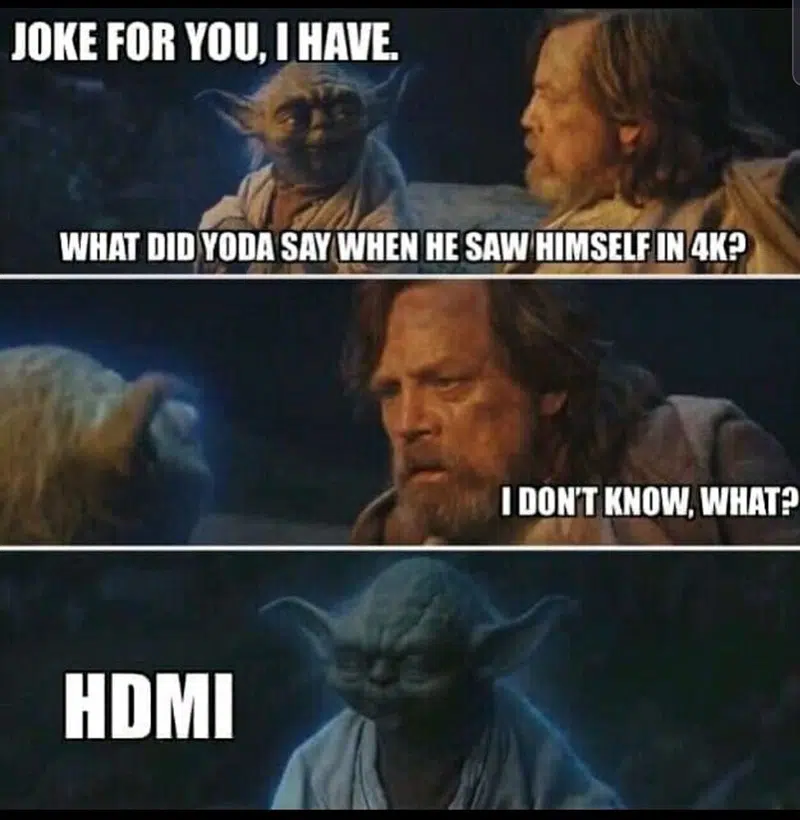 JOKE FOR YOU, I HAVE.
WHAT DID YODA SAY WHEN HE SAW HIMSELF IN 4K?
I DON'T KNOW, WHAT?
HDMI